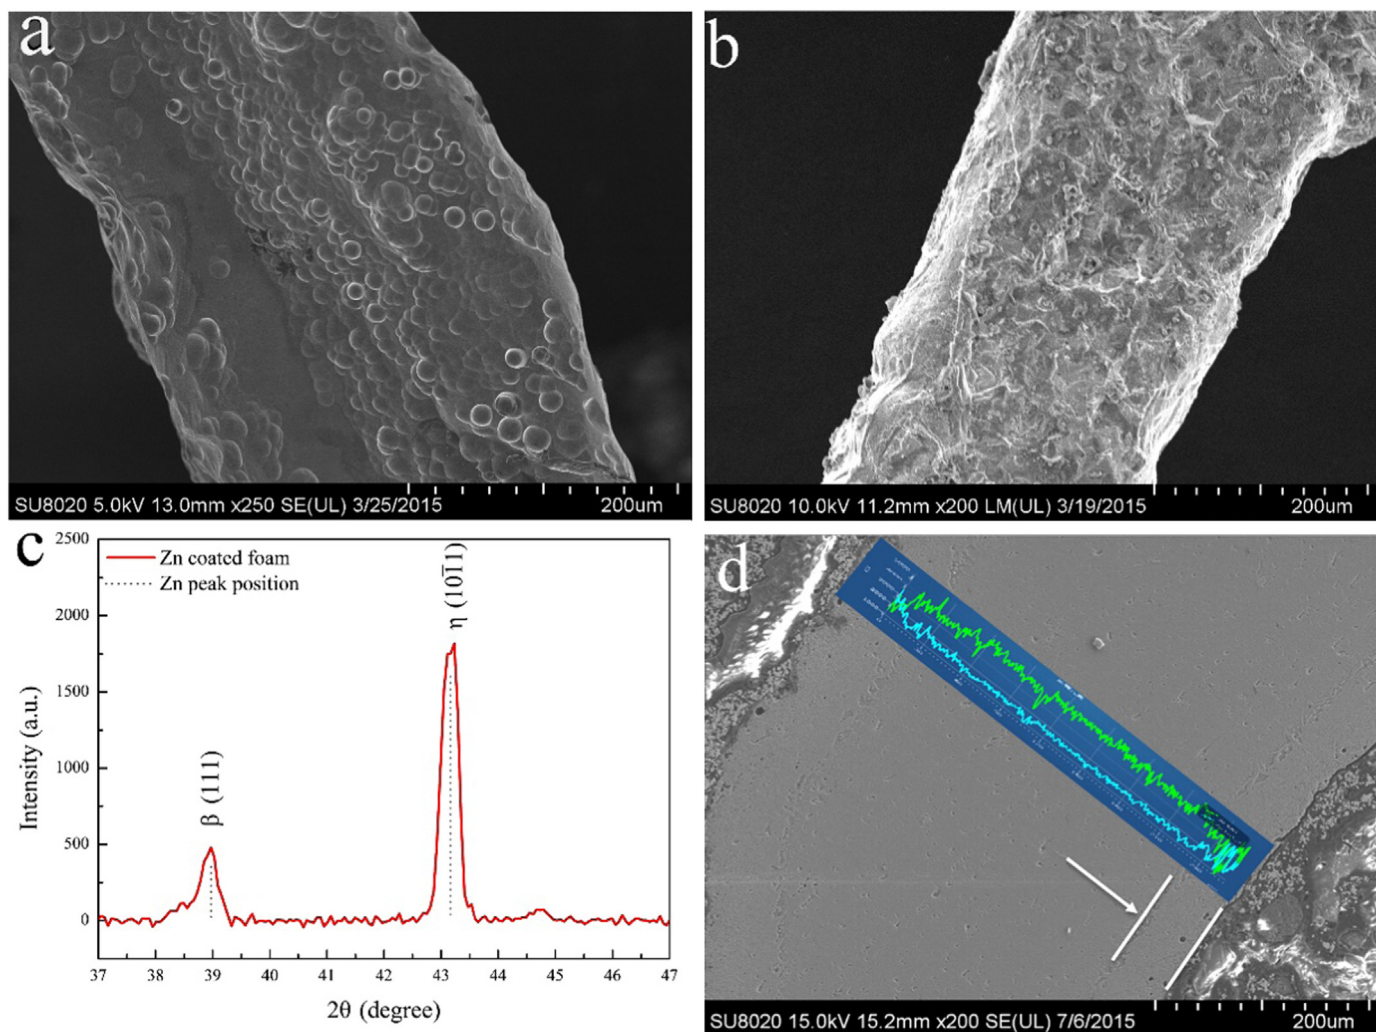 a
SU8020 5.0kV 13.0mm x250 SE(UL) 3/25/2015
200um
b
SU8020 10.0kV 11.2mm x200 LM(UL) 3/19/2015
200um
c
2500
2000
1500
1000
500
0
Intensity (a.u.)
Zn coated foam
Zn peak position
β (111)
η (101̄1)
37 38 39 40 41 42 43 44 45 46 47
2θ (degree)
d
SU8020 15.0kV 15.2mm x200 SE(UL) 7/6/2015
200um